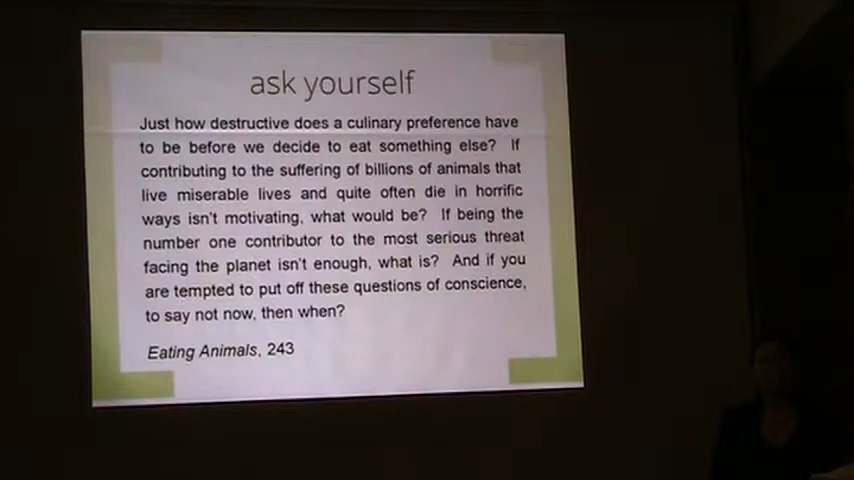 ask yourself
Just how destructive does a culinary preference have
to be before we decide to eat something else? If
contributing to the suffering of billions of animals that
live miserable lives and quite often die in horrific
ways isn't motivating, what would be? If being the
number one contributor to the most serious threat
facing the planet isn't enough, what is? And if you
are tempted to put off these questions of conscience,
to say not now, then when?
Eating Animals, 243